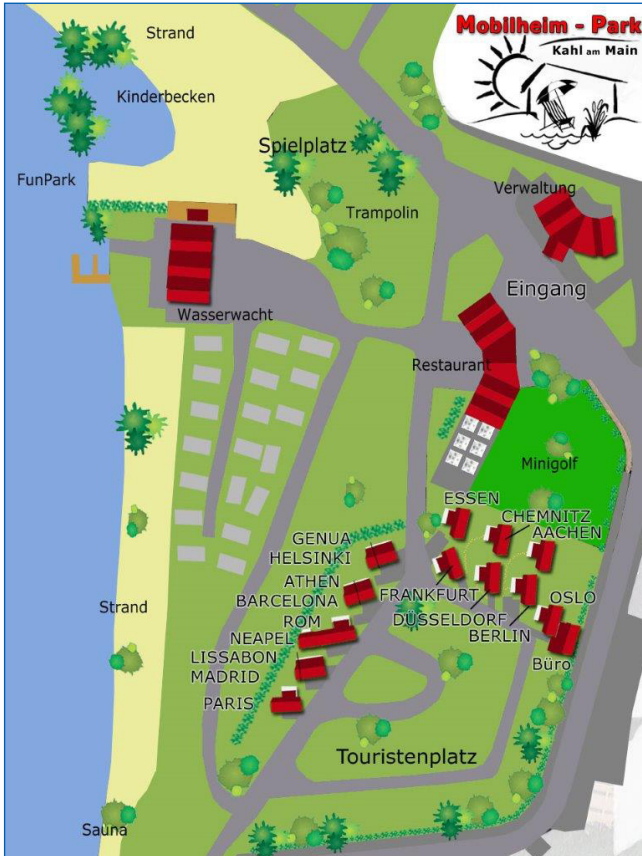 Mobilheim - Park
Kahl am Main
Strand
Kinderbecken
Spielplatz
FunPark
Verwaltung
Trampolin
Eingang
Wasserwacht
Restaurant
Minigolf
ESSEN
CHEMNITZ
AACHEN
GENUA
HELSINKI
ATHEN
BARCELONA
FRANKFURT
DÜSSELDORF
OSLO
BERLIN
ROM
NEAPEL
LISSABON
MADRID
PARIS
Büro
Strand
Touristenplatz
Sauna